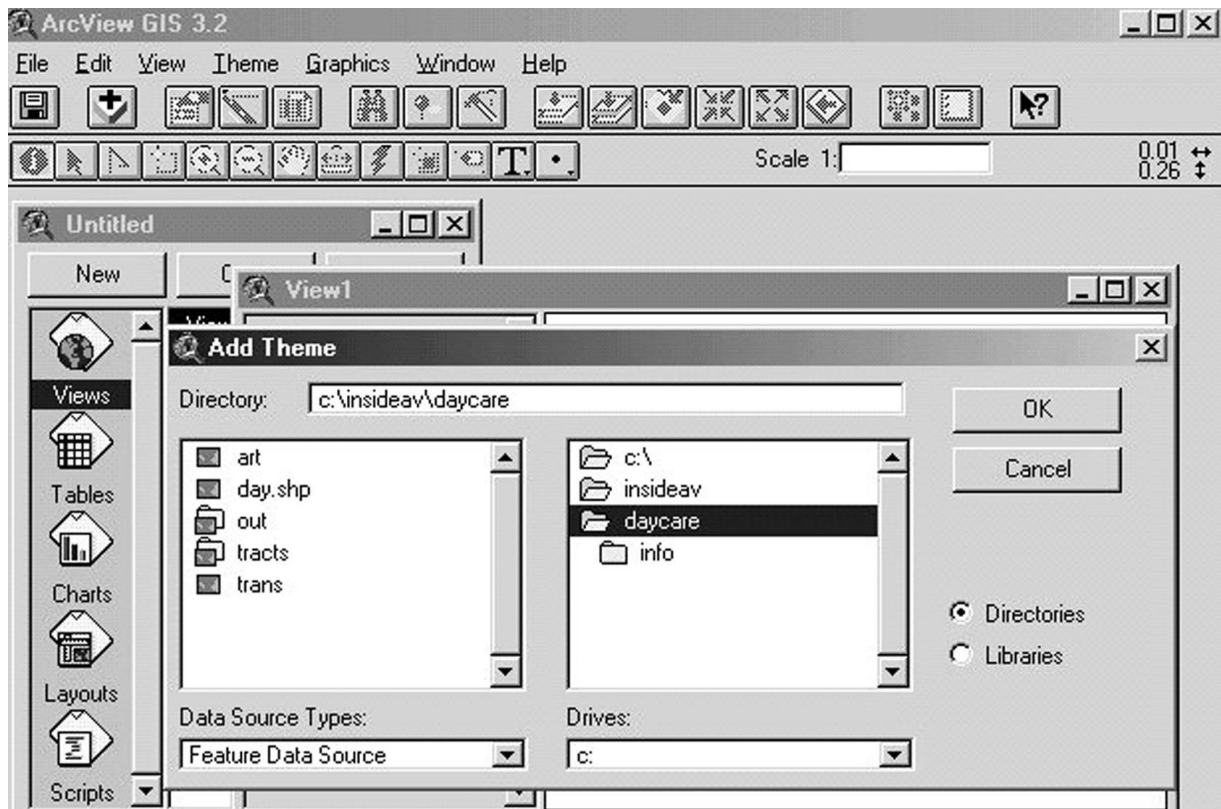 ArcView GIS 3.2
File Edit View Theme Graphics Window Help
T
Scale 1:
0.01
0.26
Untitled
New
View1
Add Theme
Directory: c:\insideav\daycare
OK
Cancel
art
day.shp
out
tracts
trans
c:\
insideav
daycare
info
Directories
Libraries
Data Source Types:
Feature Data Source
Drives:
c:
Views
Tables
Charts
Layouts
Scripts